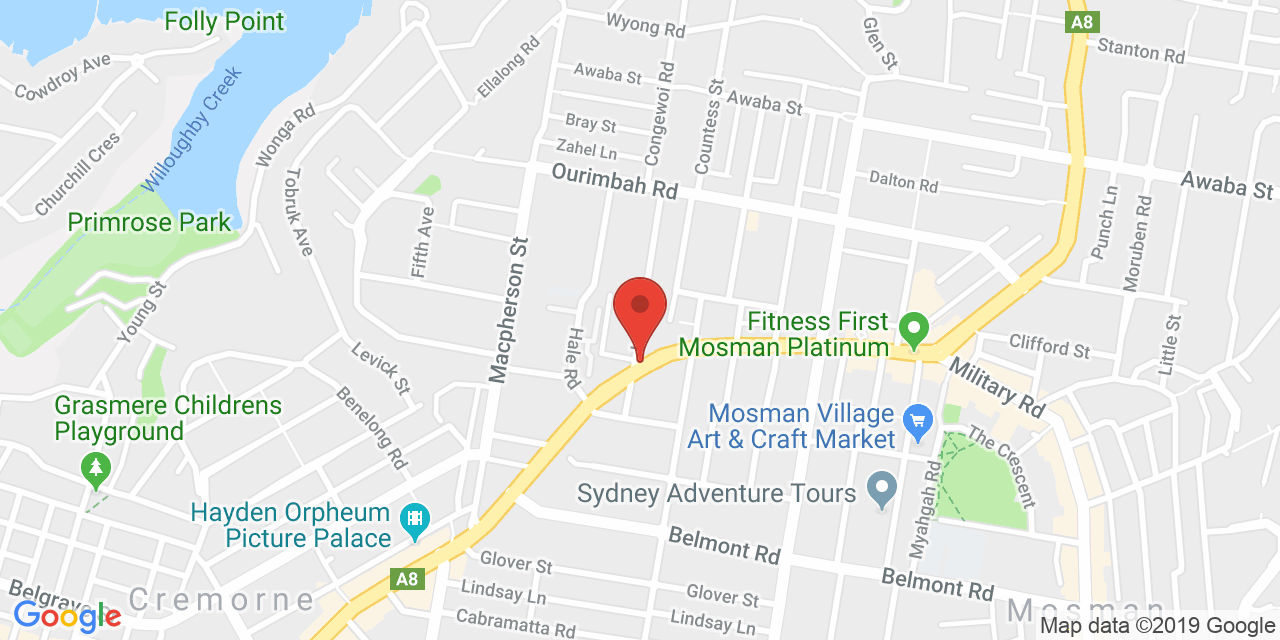 Folly Point
Wyong Rd
Glen St
A8
Stanton Rd
Cowdroy Ave
Ellalong Rd
Awaba St
Congewoi Rd
Countess St
Awaba St
Willoughby Creek
Wonga Rd
Bray St
Zahel Ln
Churchill Cres
Tobruk Ave
Ourimbah Rd
Dalton Rd
Awaba St
Punch Ln
Moruben Rd
Primrose Park
Fifth Ave
Macpherson St
Young St
Hale Rd
Fitness First
Mosman Platinum
Clifford St
Little St
Levick St
Military Rd
Benelong Rd
Grasmere Childrens
Playground
Mosman Village
Art & Craft Market
The Crescent
Myahgah Rd
Sydney Adventure Tours
Hayden Orpheum
Picture Palace
Belmont Rd
Belmont Rd
Glover St
A8
Lindsay Ln
Glover St
Belgrave
Cremorne
Cabramatta Rd
Lindsay Ln
Mosman
Google
Map data ©2019 Google